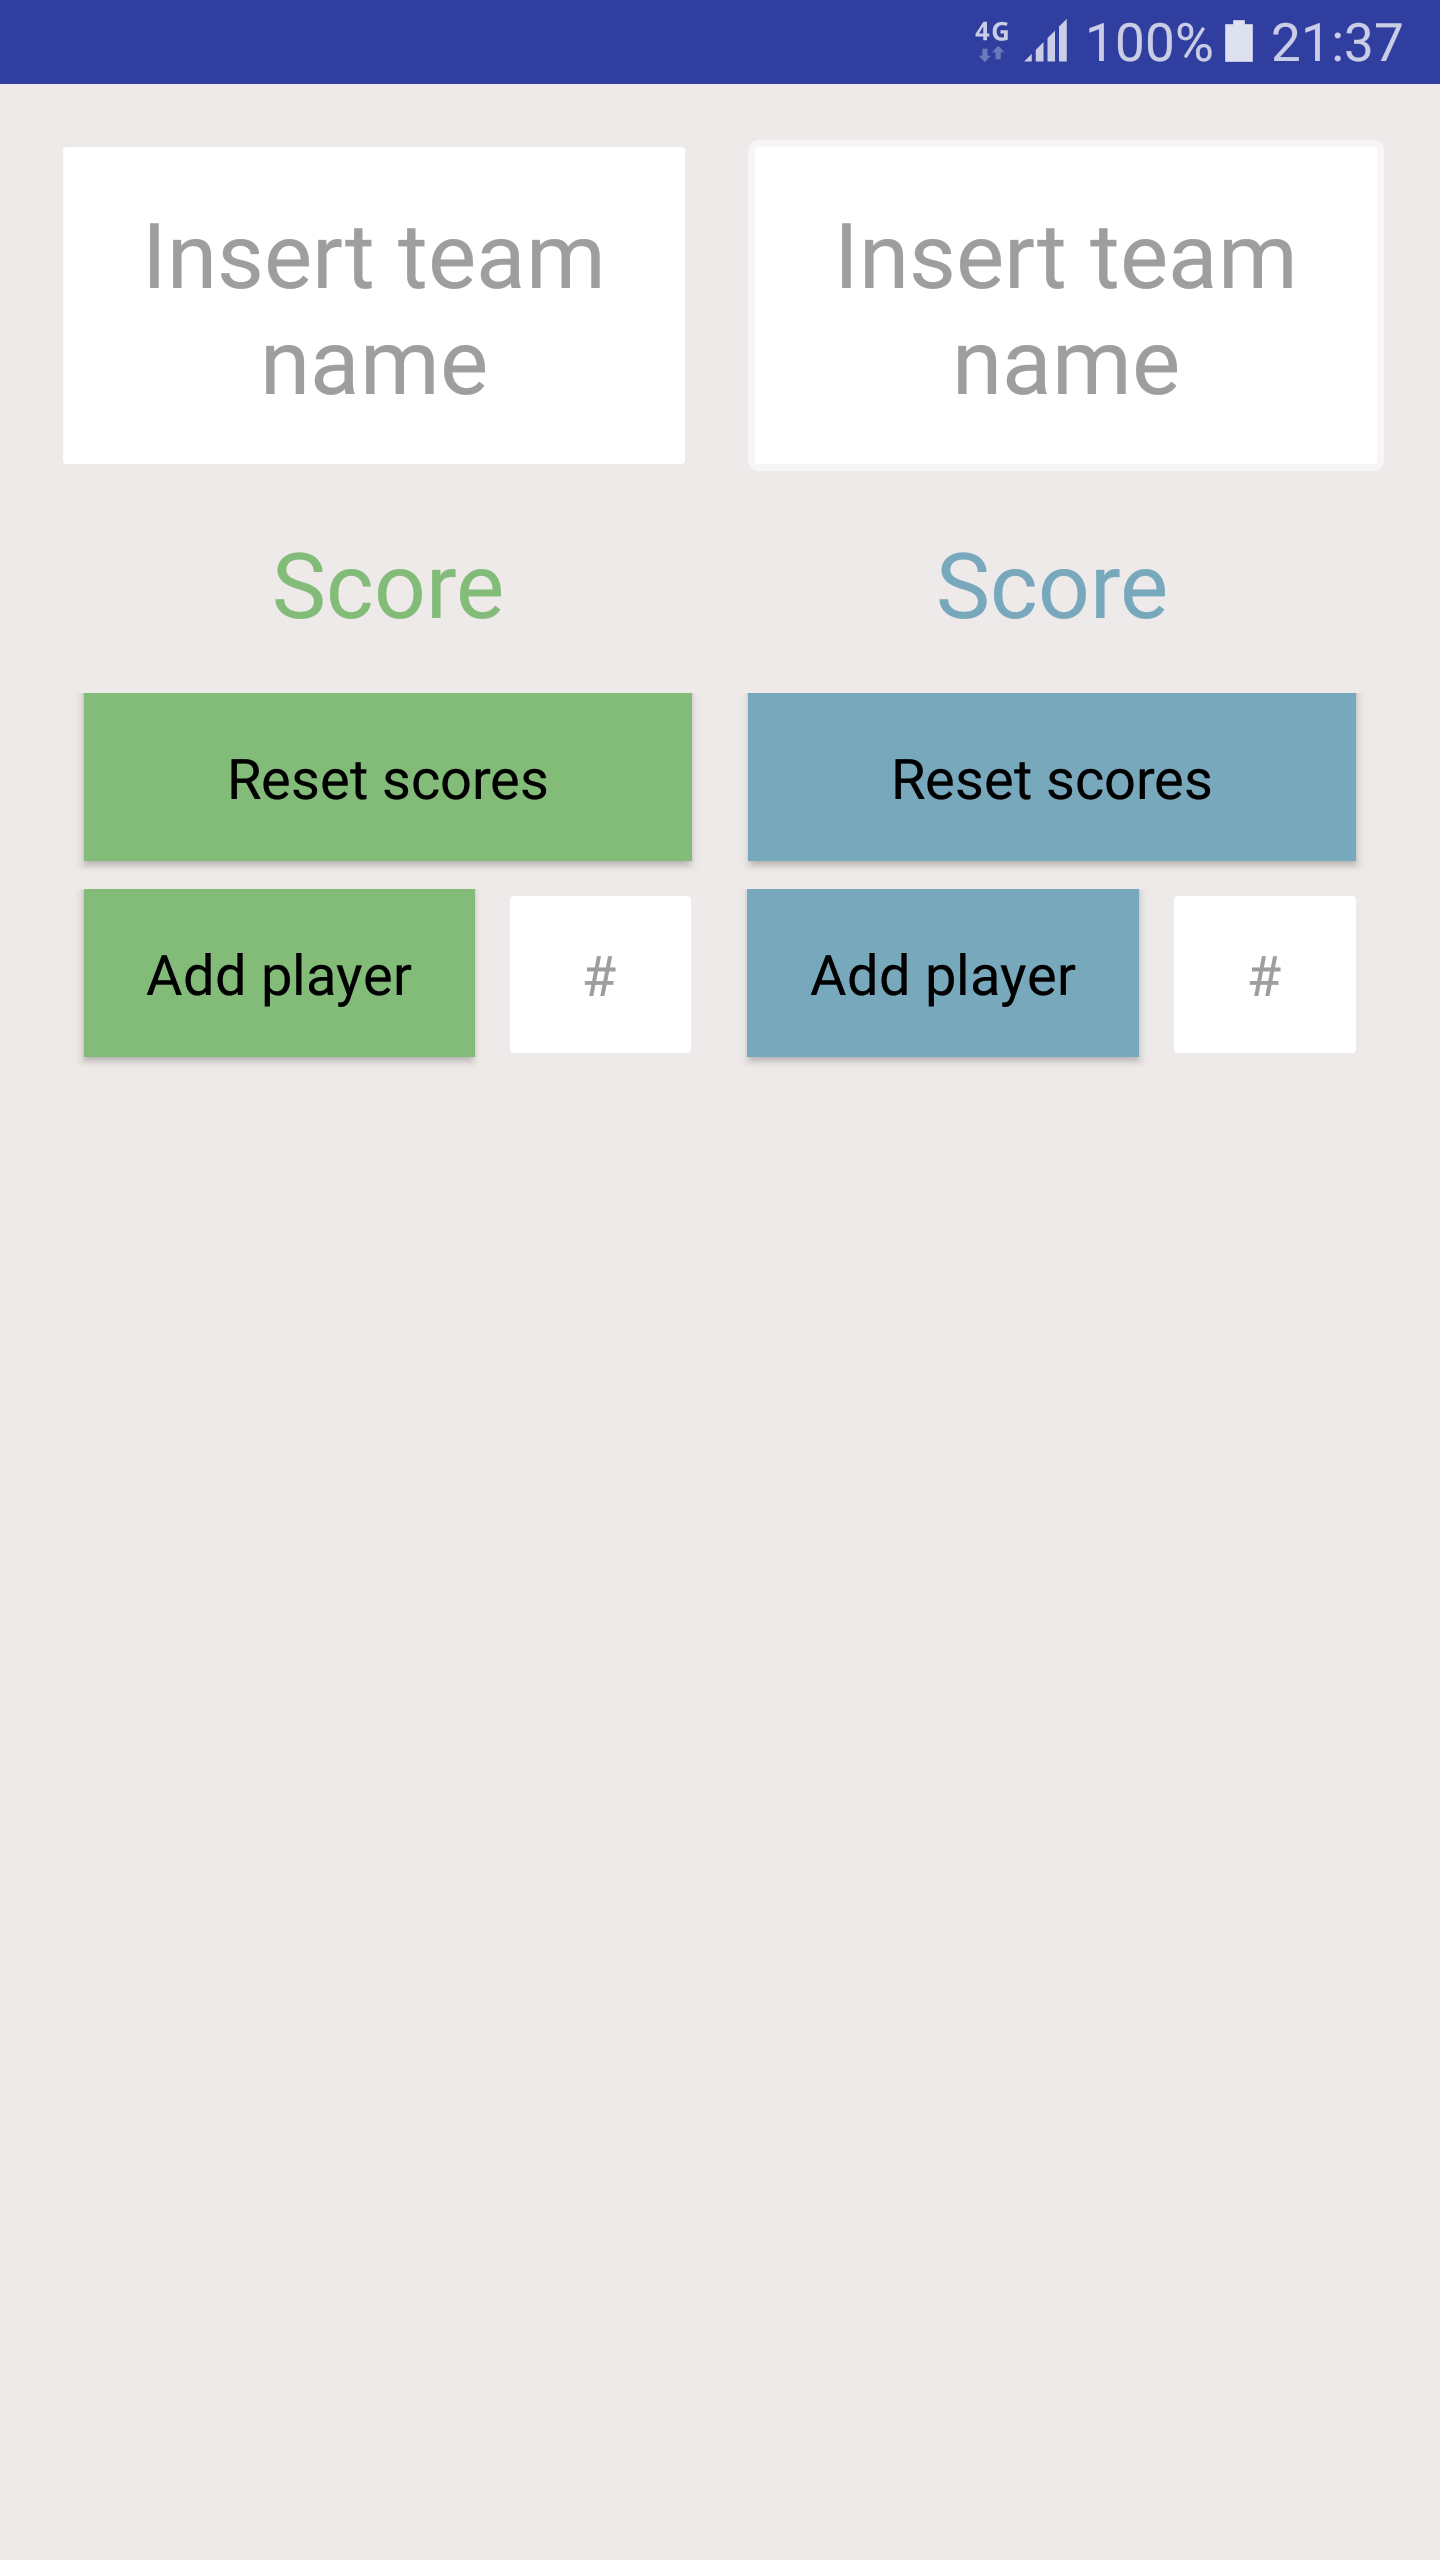 4G 100% 21:37
Insert team
name
Insert team
name
Score
Score
Reset scores
Reset scores
Add player
#
Add player
#